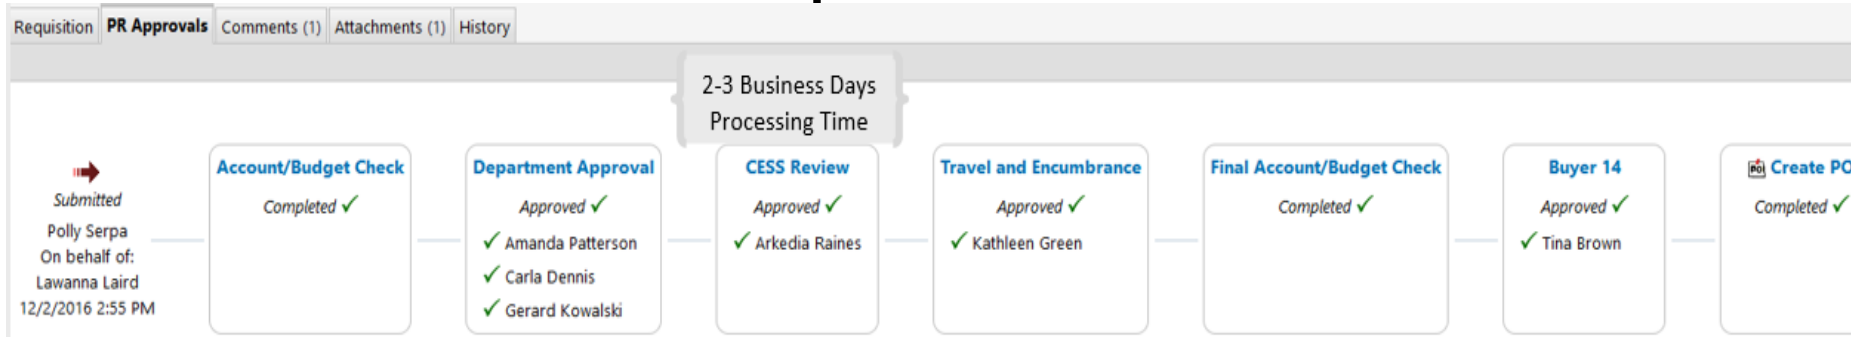 Requisition PR Approvals Comments (1) Attachments (1) History
2-3 Business Days
Processing Time
Submitted
Polly Serpa
On behalf of:
Lawanna Laird
12/2/2016 2:55 PM
Account/Budget Check
Completed ✓
Department Approval
Approved ✓
✓ Amanda Patterson
✓ Carla Dennis
✓ Gerard Kowalski
CESS Review
Approved ✓
✓ Arkedia Raines
Travel and Encumbrance
Approved ✓
✓ Kathleen Green
Final Account/Budget Check
Completed ✓
Buyer 14
Approved ✓
✓ Tina Brown
PO Create PO
Completed ✓